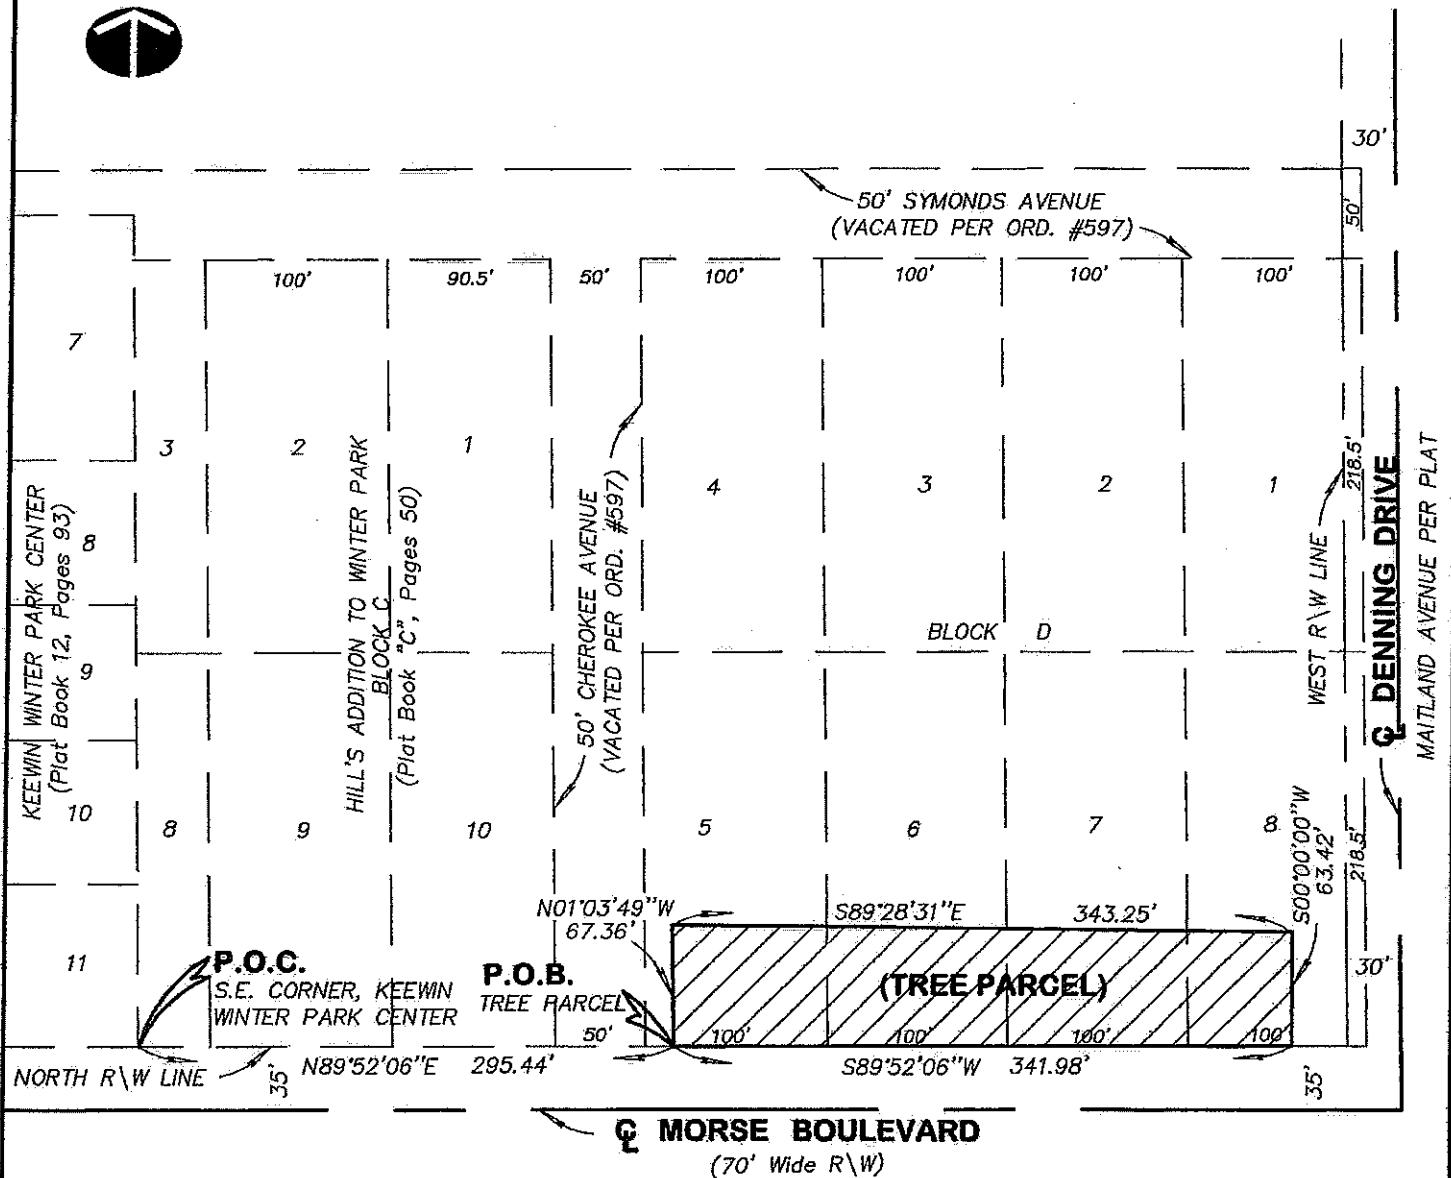 30'
50' SYMONDS AVENUE
(VACATED PER ORD. #597)
50'
100'
90.5'
50'
100'
100'
100'
100'
7
3
2
1
4
3
2
1
KEEWIN WINTER PARK CENTER
(Plat Book 12, Pages 93)
8
9
HILL'S ADDITION TO WINTER PARK
BLOCK C
(Plat Book "C", Pages 50)
50' CHEROKEE AVENUE
(VACATED PER ORD. #597)
BLOCK D
WEST R\W LINE
218.5'
℄ DENNING DRIVE
MAITLAND AVENUE PER PLAT
10
8
9
10
5
6
7
8
S00°00'00"W
63.42'
218.5'
N01°03'49"W
67.36'
S89°28'31"E 343.25'
11
P.O.C.
S.E. CORNER, KEEWIN
WINTER PARK CENTER
P.O.B.
TREE PARCEL
(TREE PARCEL)
30'
50'
100'
100'
100'
100'
NORTH R\W LINE
35'
N89°52'06"E 295.44'
S89°52'06"W 341.98'
35'
℄ MORSE BOULEVARD
(70' Wide R\W)